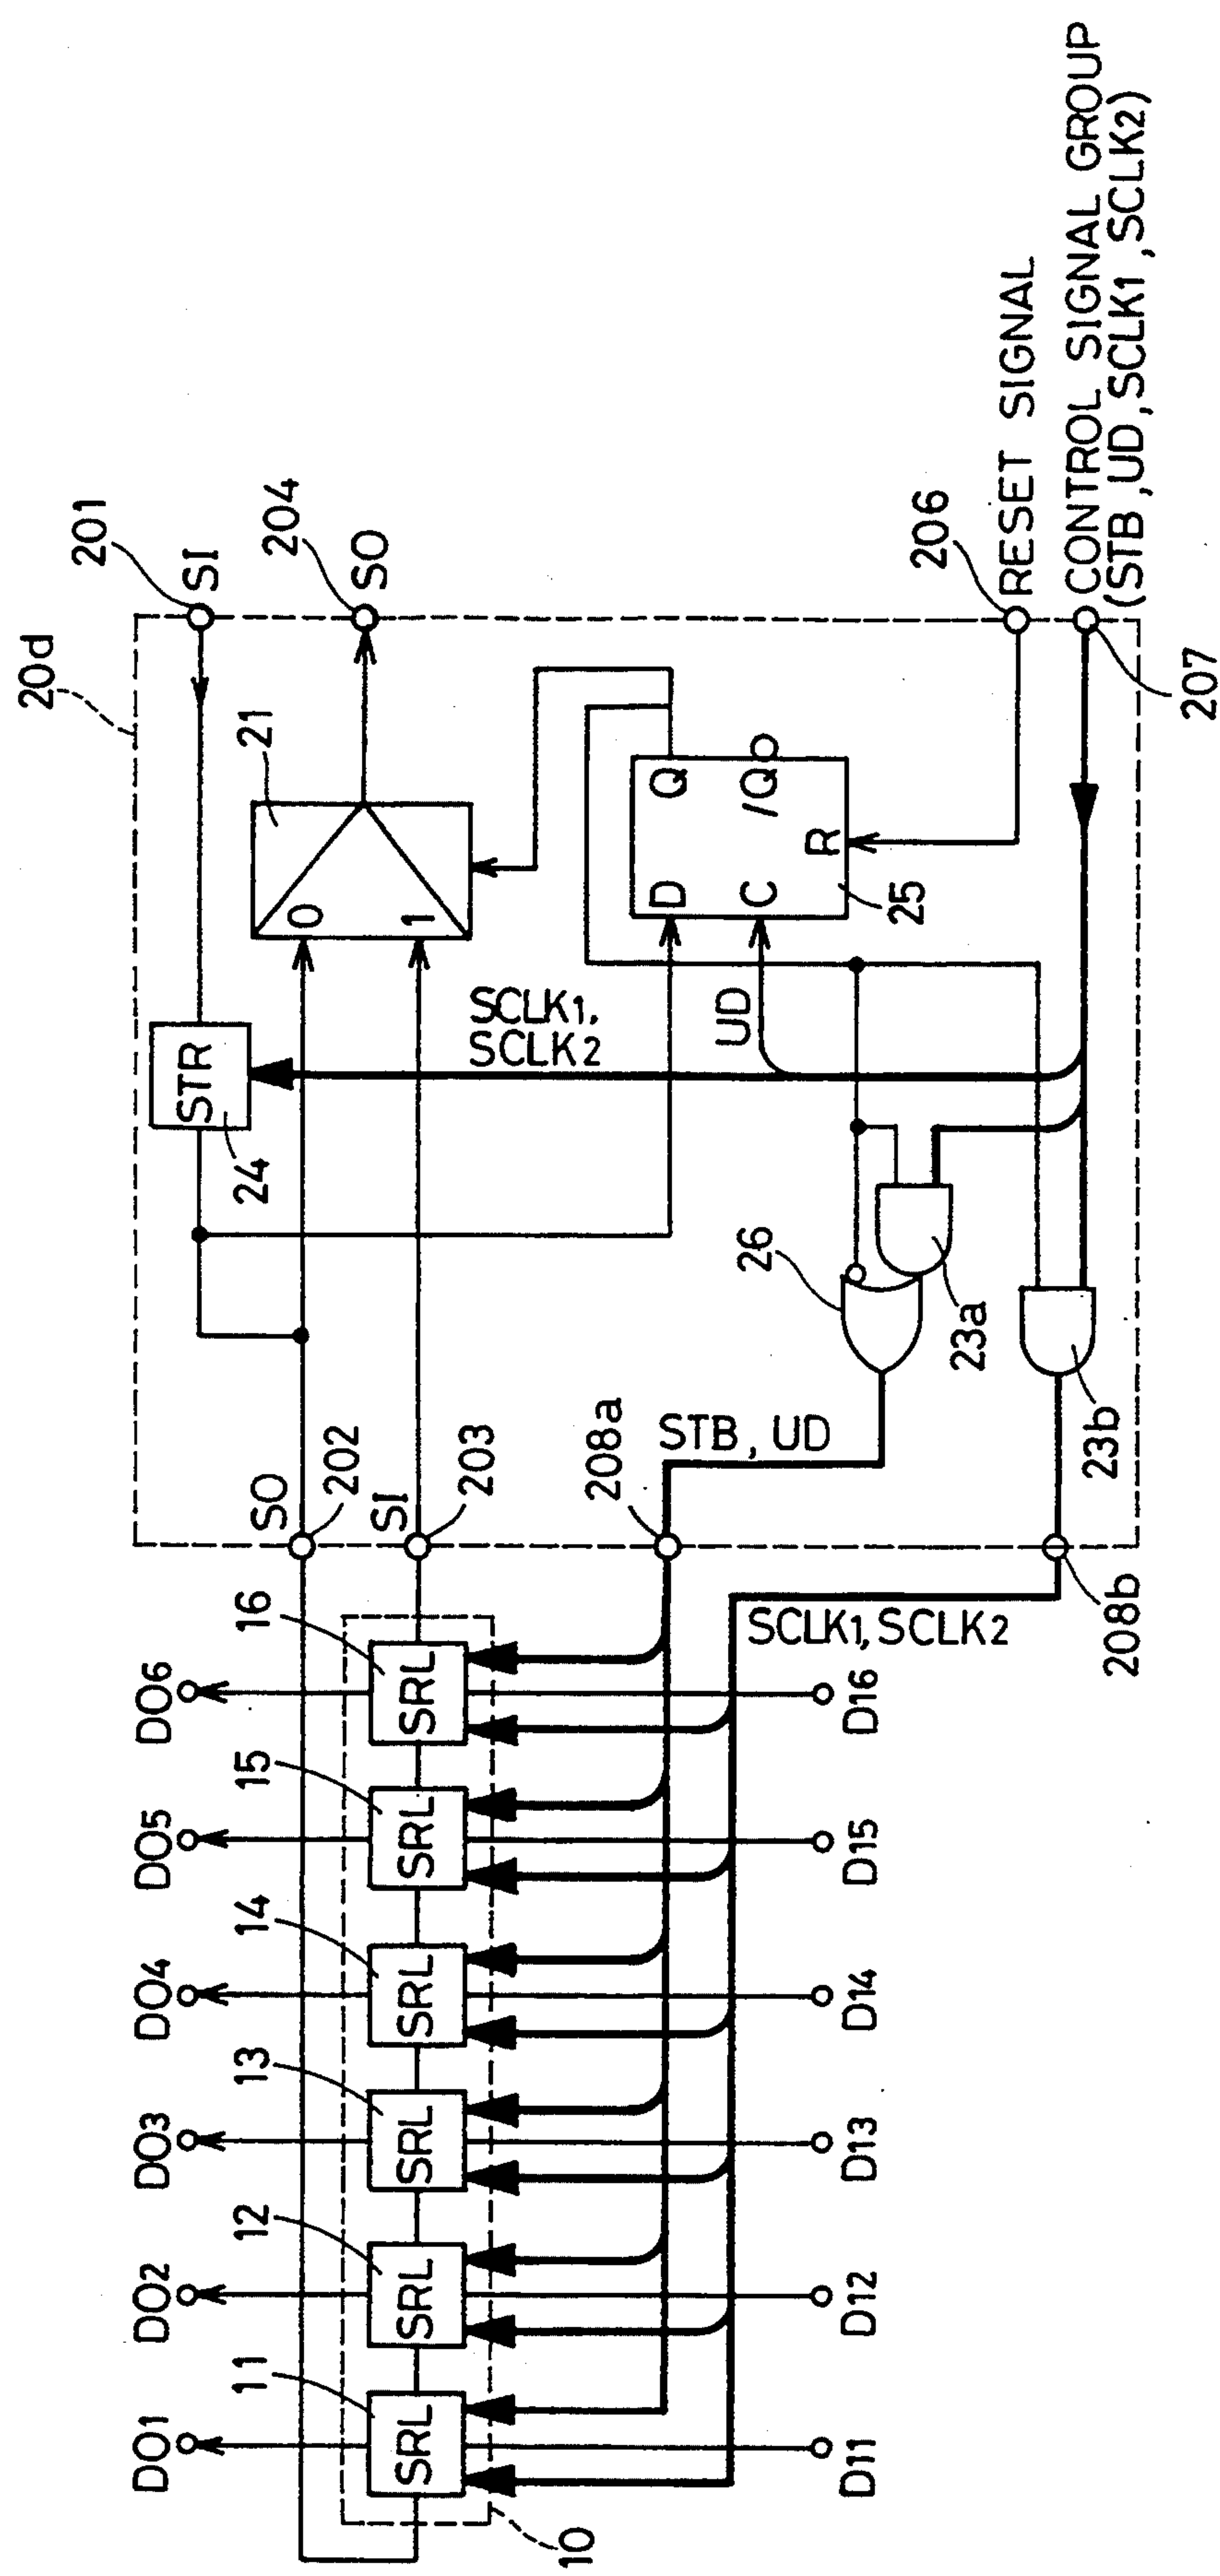 20d
201
SI
204
SO
206
RESET SIGNAL
CONTROL SIGNAL GROUP
(STB, UD, SCLK1, SCLK2)
207
21
0
1
STR
24
SCLK1,
SCLK2
UD
D
Q
C
/Q
R
25
26
23a
23b
SO
202
SI
203
208a
STB, UD
208b
SCLK1, SCLK2
DO1
DO2
DO3
DO4
DO5
DO6
11
12
13
14
15
16
SRL
SRL
SRL
SRL
SRL
SRL
10
D11
D12
D13
D14
D15
D16